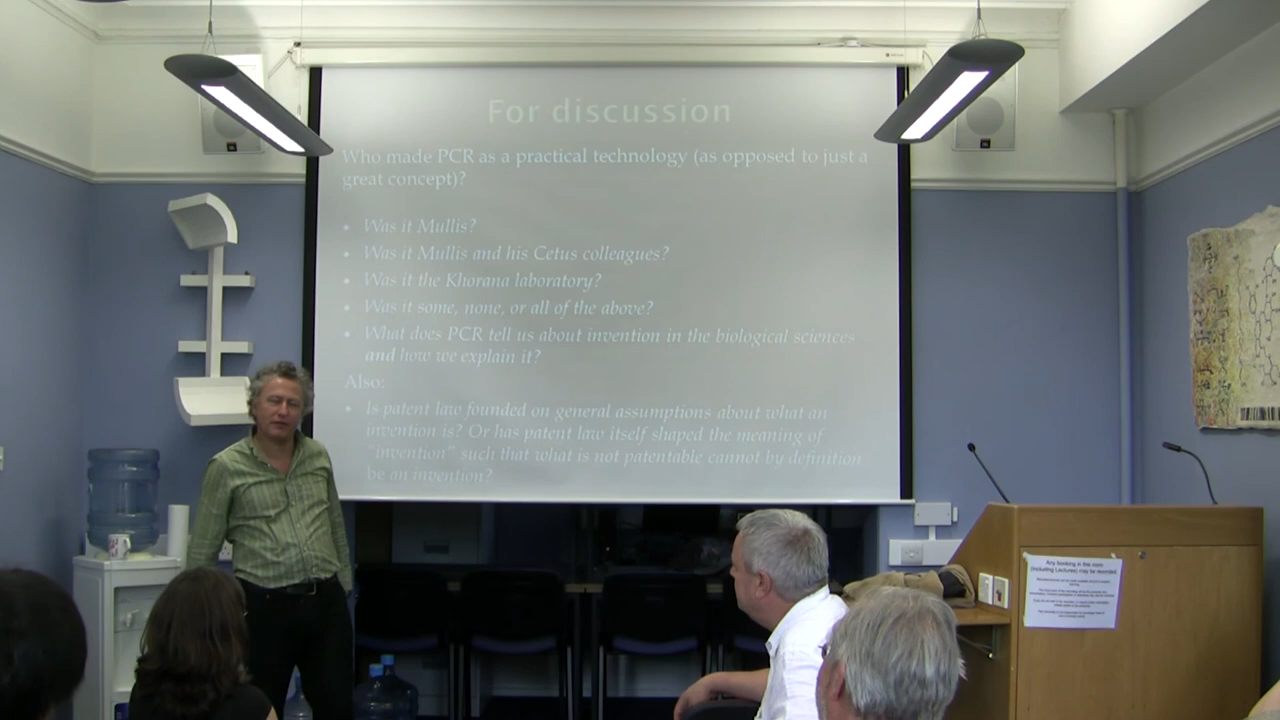 For discussion
Who made PCR as a practical technology (as opposed to just a
great concept)?
• Was it Mullis?
• Was it Mullis and his Cetus colleagues?
• Was it the Khorana laboratory?
• Was it some, none, or all of the above?
• What does PCR tell us about invention in the biological sciences
and how we explain it?
Also:
• Is patent law founded on general assumptions about what an
invention is? Or has patent law itself shaped the meaning of
"invention" such that what is not patentable cannot by definition
be an invention?
Any
in this room
(including Lectures) may be recorded